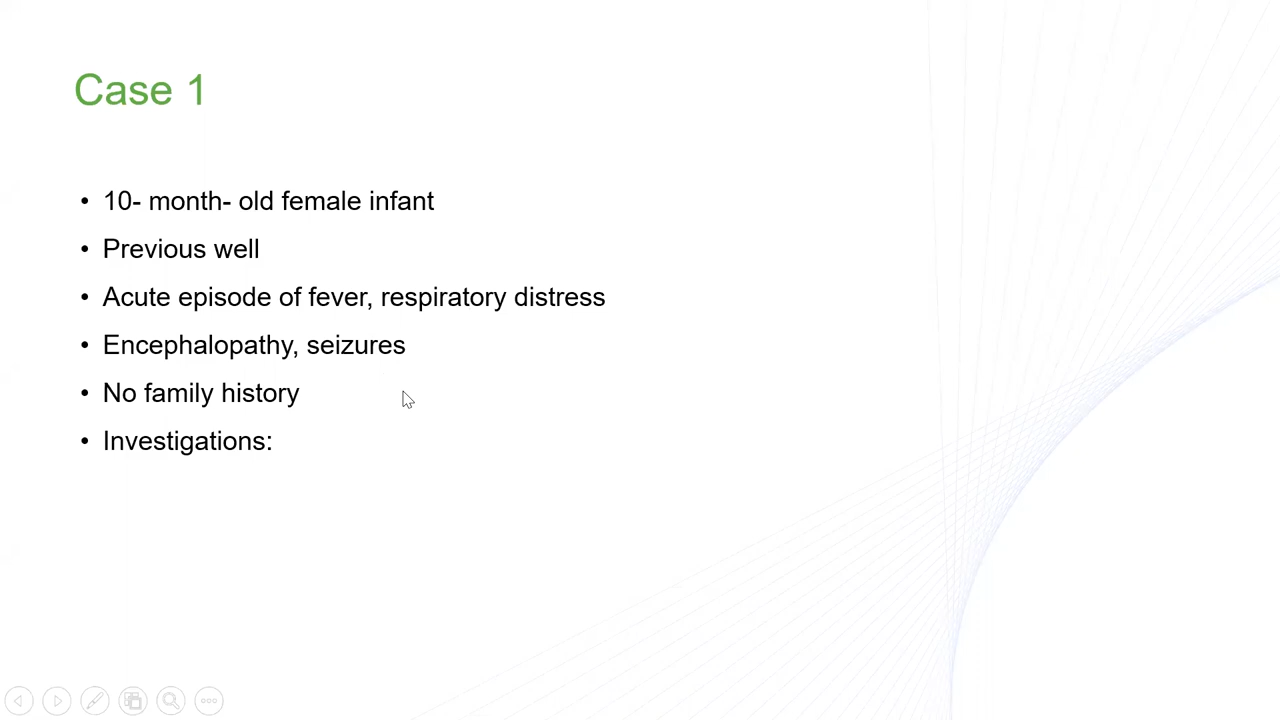 Case 1
• 10- month- old female infant
• Previous well
• Acute episode of fever, respiratory distress
• Encephalopathy, seizures
• No family history
• Investigations: